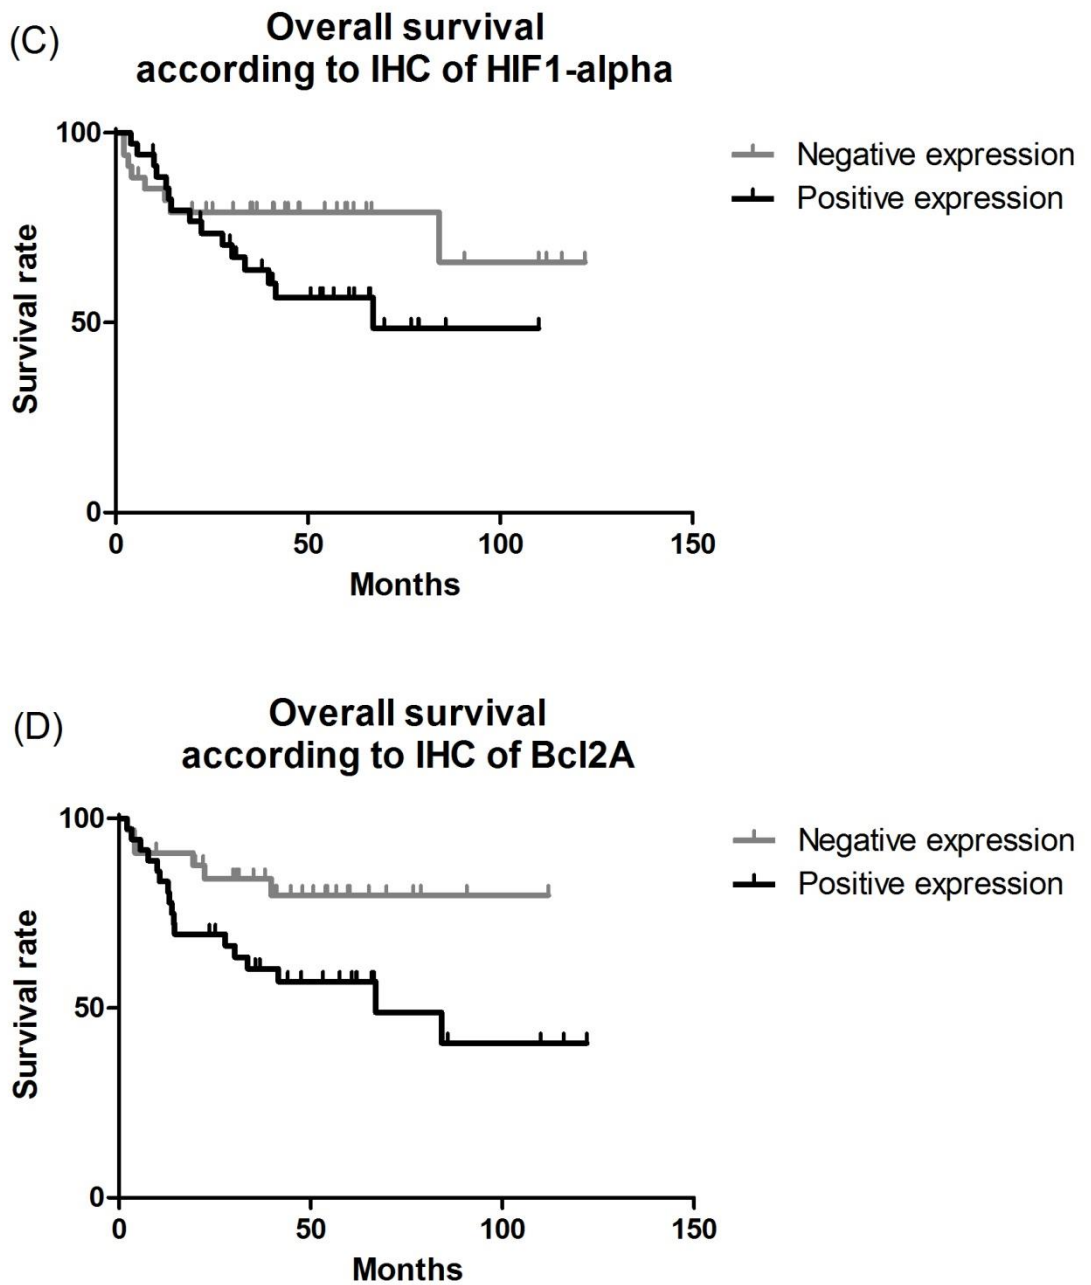 (C)
Overall survival
according to IHC of HIF1-alpha
Negative expression
Positive expression
Survival rate
100
50
0
0 50 100 150
Months
(D)
Overall survival
according to IHC of Bcl2A
Negative expression
Positive expression
Survival rate
100
50
0
0 50 100 150
Months